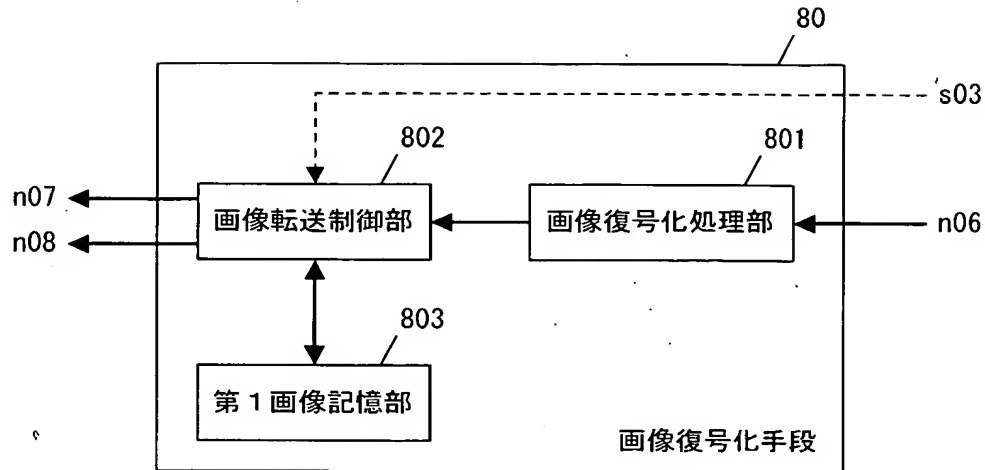 80
s03
802
801
n07
画像転送制御部
画像復号化処理部
n06
n08
803
第1画像記憶部
画像復号化手段